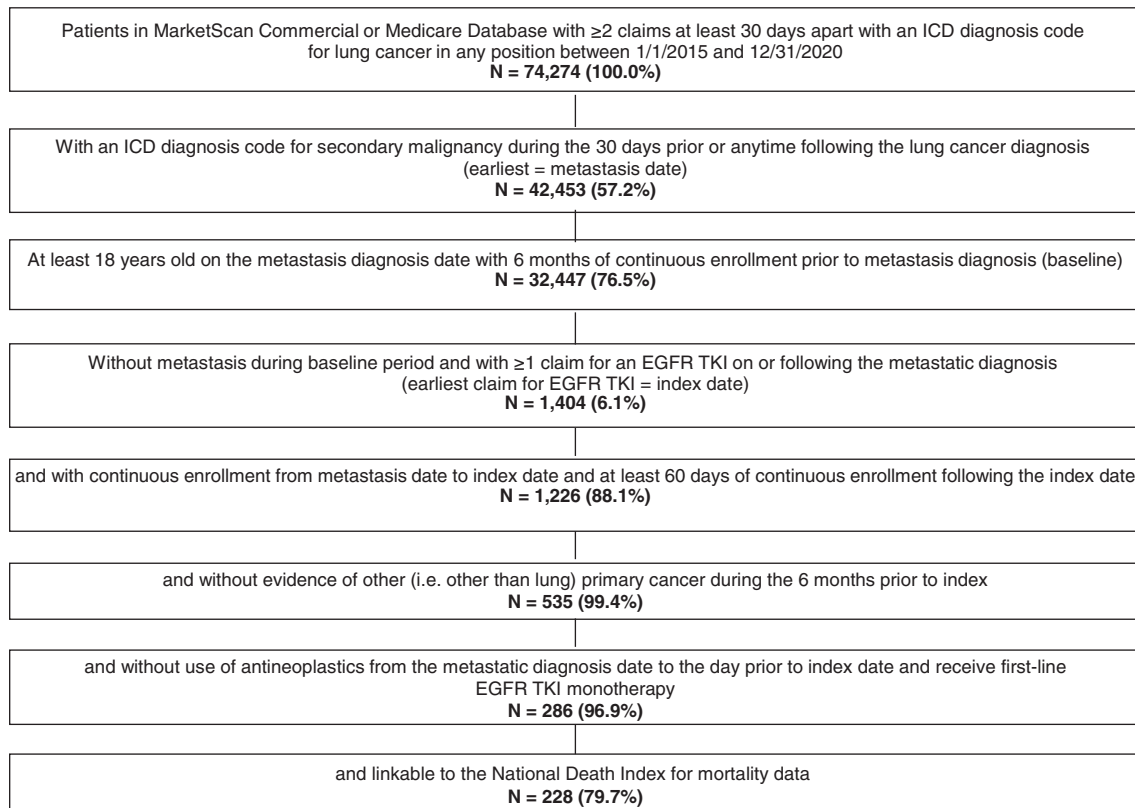 Patients in MarketScan Commercial or Medicare Database with ≥2 claims at least 30 days apart with an ICD diagnosis code
for lung cancer in any position between 1/1/2015 and 12/31/2020
N = 74,274 (100.0%)
With an ICD diagnosis code for secondary malignancy during the 30 days prior or anytime following the lung cancer diagnosis
(earliest = metastasis date)
N = 42,453 (57.2%)
At least 18 years old on the metastasis diagnosis date with 6 months of continuous enrollment prior to metastasis diagnosis (baseline)
N = 32,447 (76.5%)
Without metastasis during baseline period and with ≥1 claim for an EGFR TKI on or following the metastatic diagnosis
(earliest claim for EGFR TKI = index date)
N = 1,404 (6.1%)
and with continuous enrollment from metastasis date to index date and at least 60 days of continuous enrollment following the index date
N = 1,226 (88.1%)
and without evidence of other (i.e. other than lung) primary cancer during the 6 months prior to index
N = 535 (99.4%)
and without use of antineoplastics from the metastatic diagnosis date to the day prior to index date and receive first-line
EGFR TKI monotherapy
N = 286 (96.9%)
and linkable to the National Death Index for mortality data
N = 228 (79.7%)